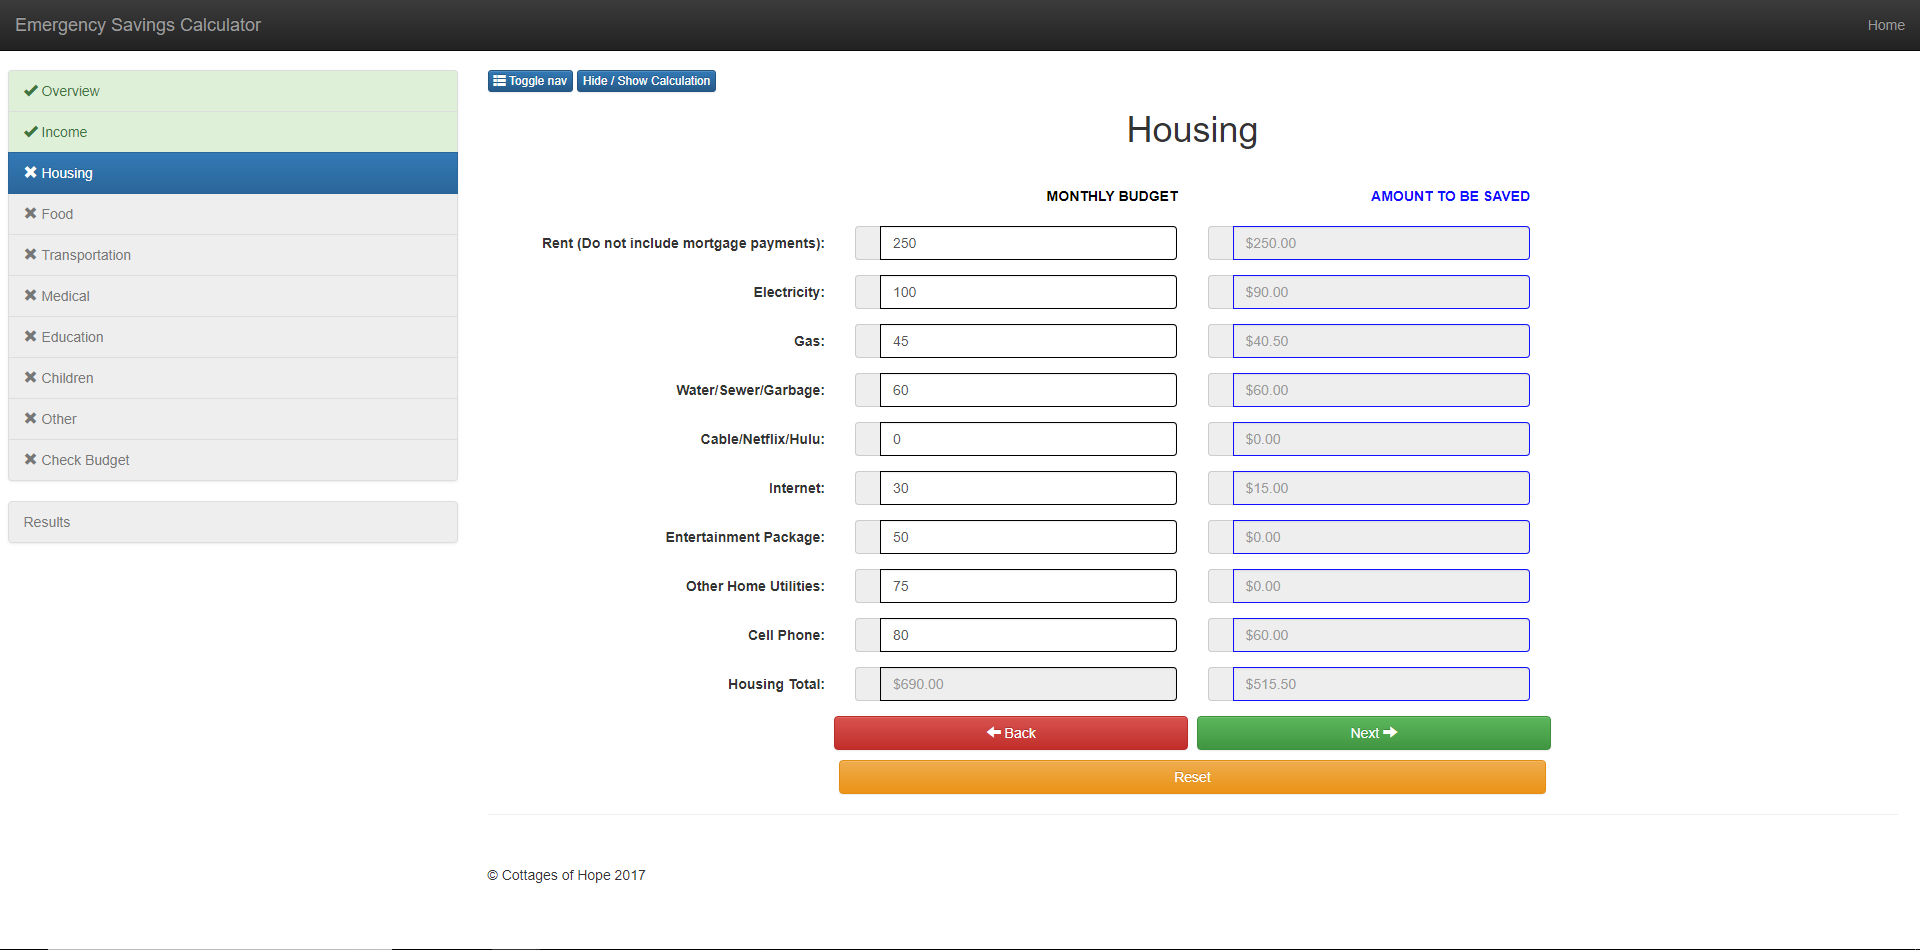 Emergency Savings Calculator
Home
Overview
Income
Housing
Food
Transportation
Medical
Education
Children
Other
Check Budget
Results
Toggle nav
Hide / Show Calculation
Housing
MONTHLY BUDGET
AMOUNT TO BE SAVED
Rent (Do not include mortgage payments): 250 $250.00
Electricity: 100 $90.00
Gas: 45 $40.50
Water/Sewer/Garbage: 60 $60.00
Cable/Netflix/Hulu: 0 $0.00
Internet: 30 $15.00
Entertainment Package: 50 $0.00
Other Home Utilities: 75 $0.00
Cell Phone: 80 $60.00
Housing Total: $690.00 $515.50
Back
Next
Reset
© Cottages of Hope 2017